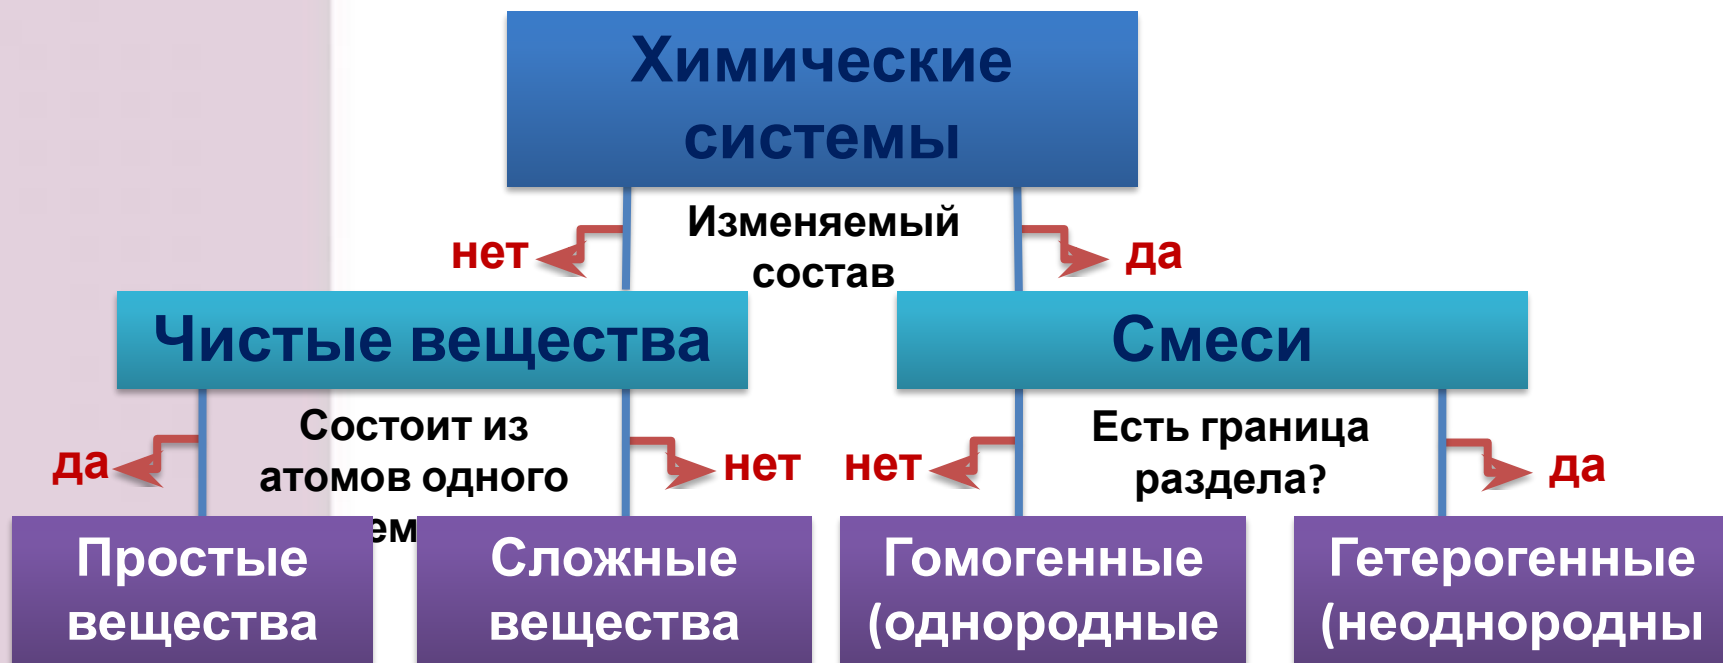 Химические
системы
Изменяемый
состав
нет
да
Чистые вещества
Смеси
Состоит из
атомов одного
да
нет
Есть граница
раздела?
нет
да
Простые
вещества
Сложные
вещества
Гомогенные
(однородные
Гетерогенные
(неоднородны